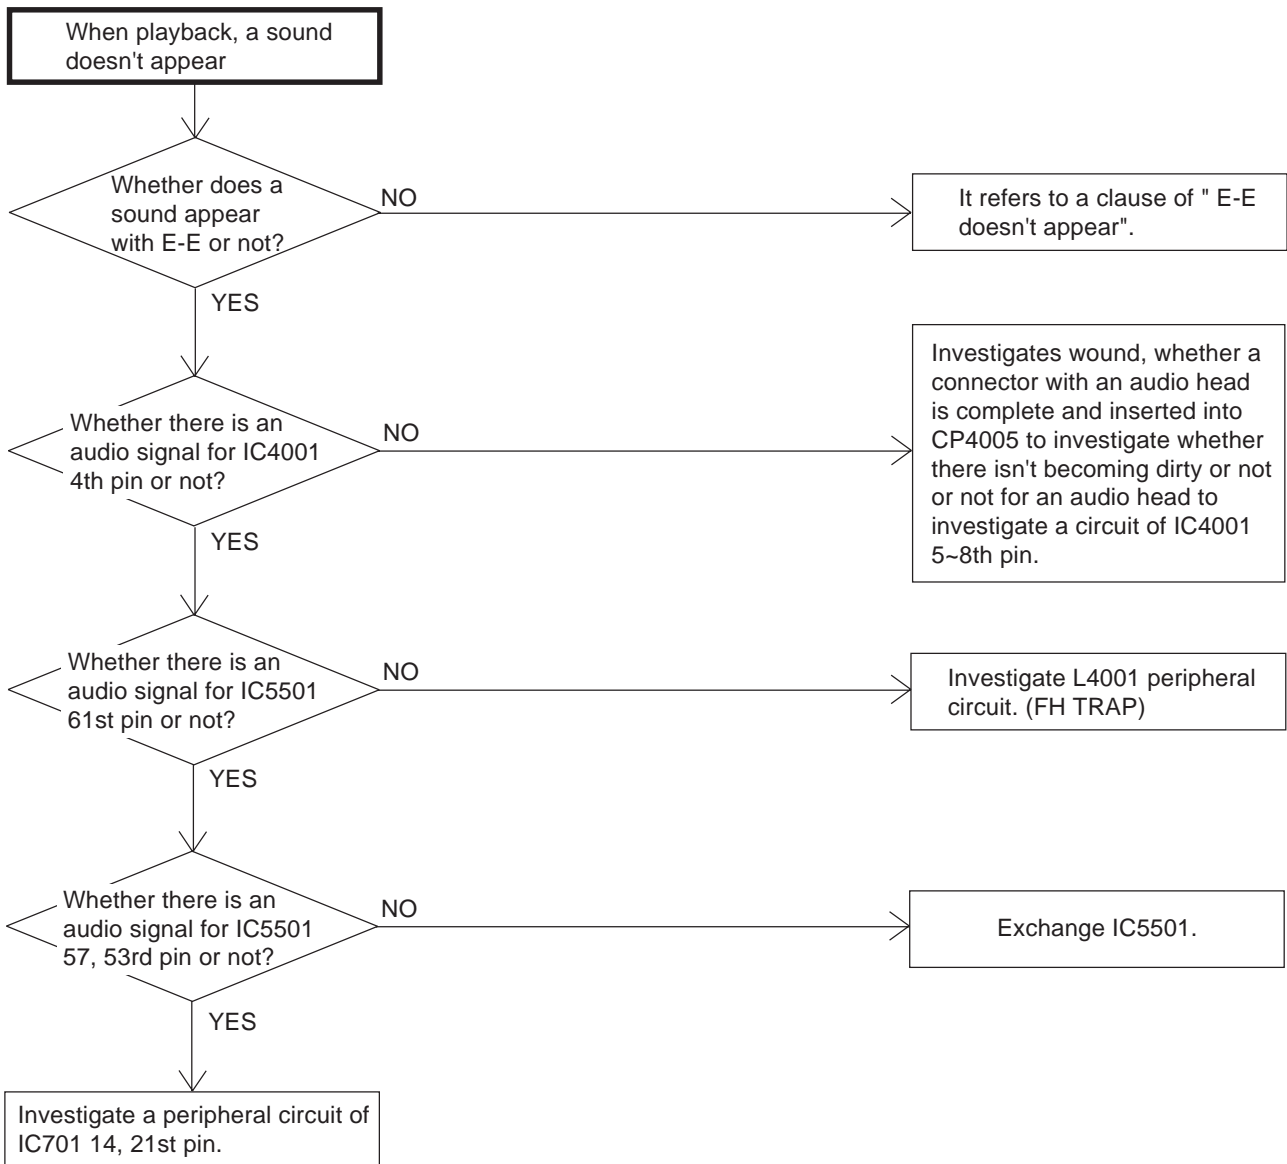 When playback, a sound
doesn't appear
Whether does a
sound appear
with E-E or not?
NO
It refers to a clause of " E-E
doesn't appear".
YES
Whether there is an
audio signal for IC4001
4th pin or not?
NO
Investigates wound, whether a
connector with an audio head
is complete and inserted into
CP4005 to investigate whether
there isn't becoming dirty or not
or not for an audio head to
investigate a circuit of IC4001
5~8th pin.
YES
Whether there is an
audio signal for IC5501
61st pin or not?
NO
Investigate L4001 peripheral
circuit. (FH TRAP)
YES
Whether there is an
audio signal for IC5501
57, 53rd pin or not?
NO
Exchange IC5501.
YES
Investigate a peripheral circuit of
IC701 14, 21st pin.